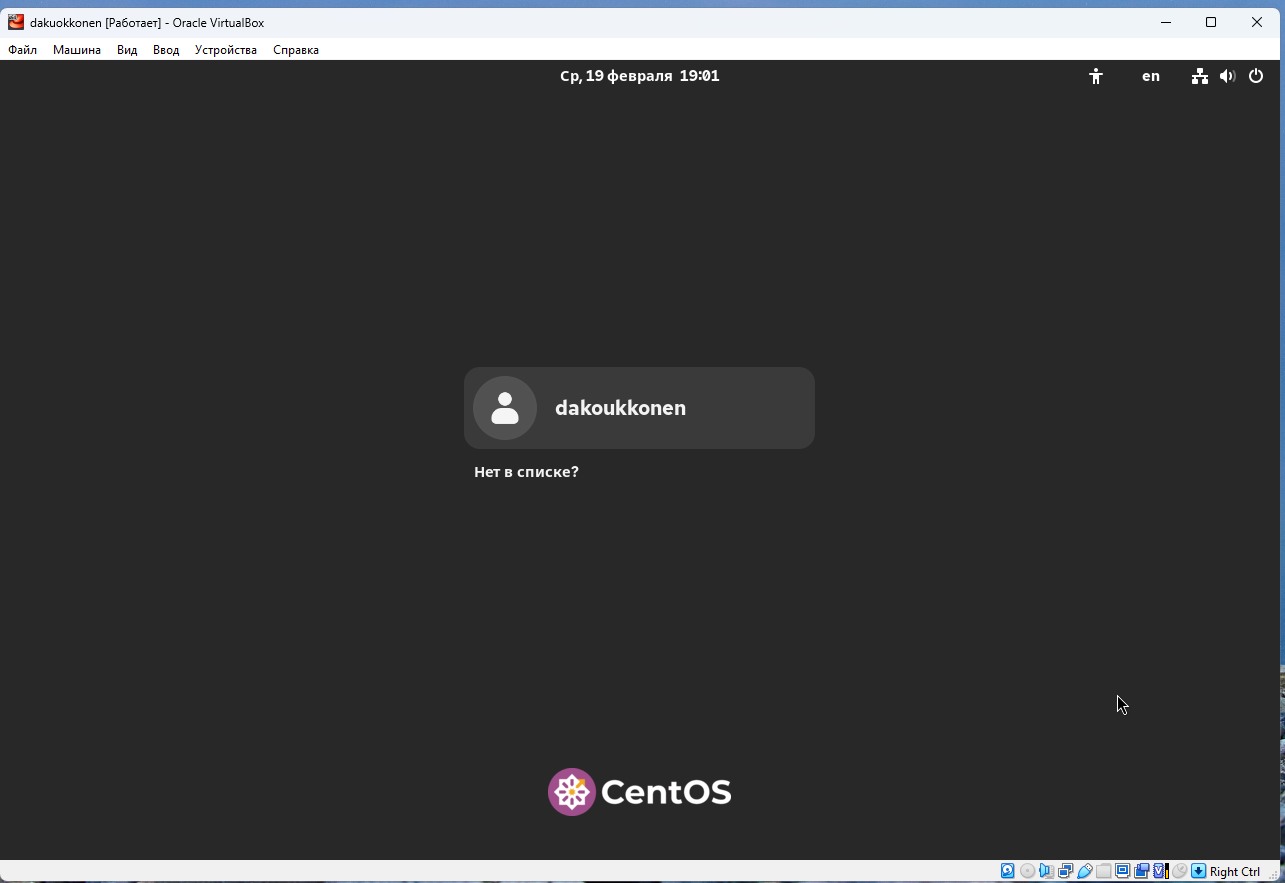 dakuokkonen [Работает] - Oracle VirtualBox
Файл Машина Вид Ввод Устройства Справка
Ср, 19 февраля 19:01
en
dakoukkonen
Нет в списке?
CentOS
Right Ctrl